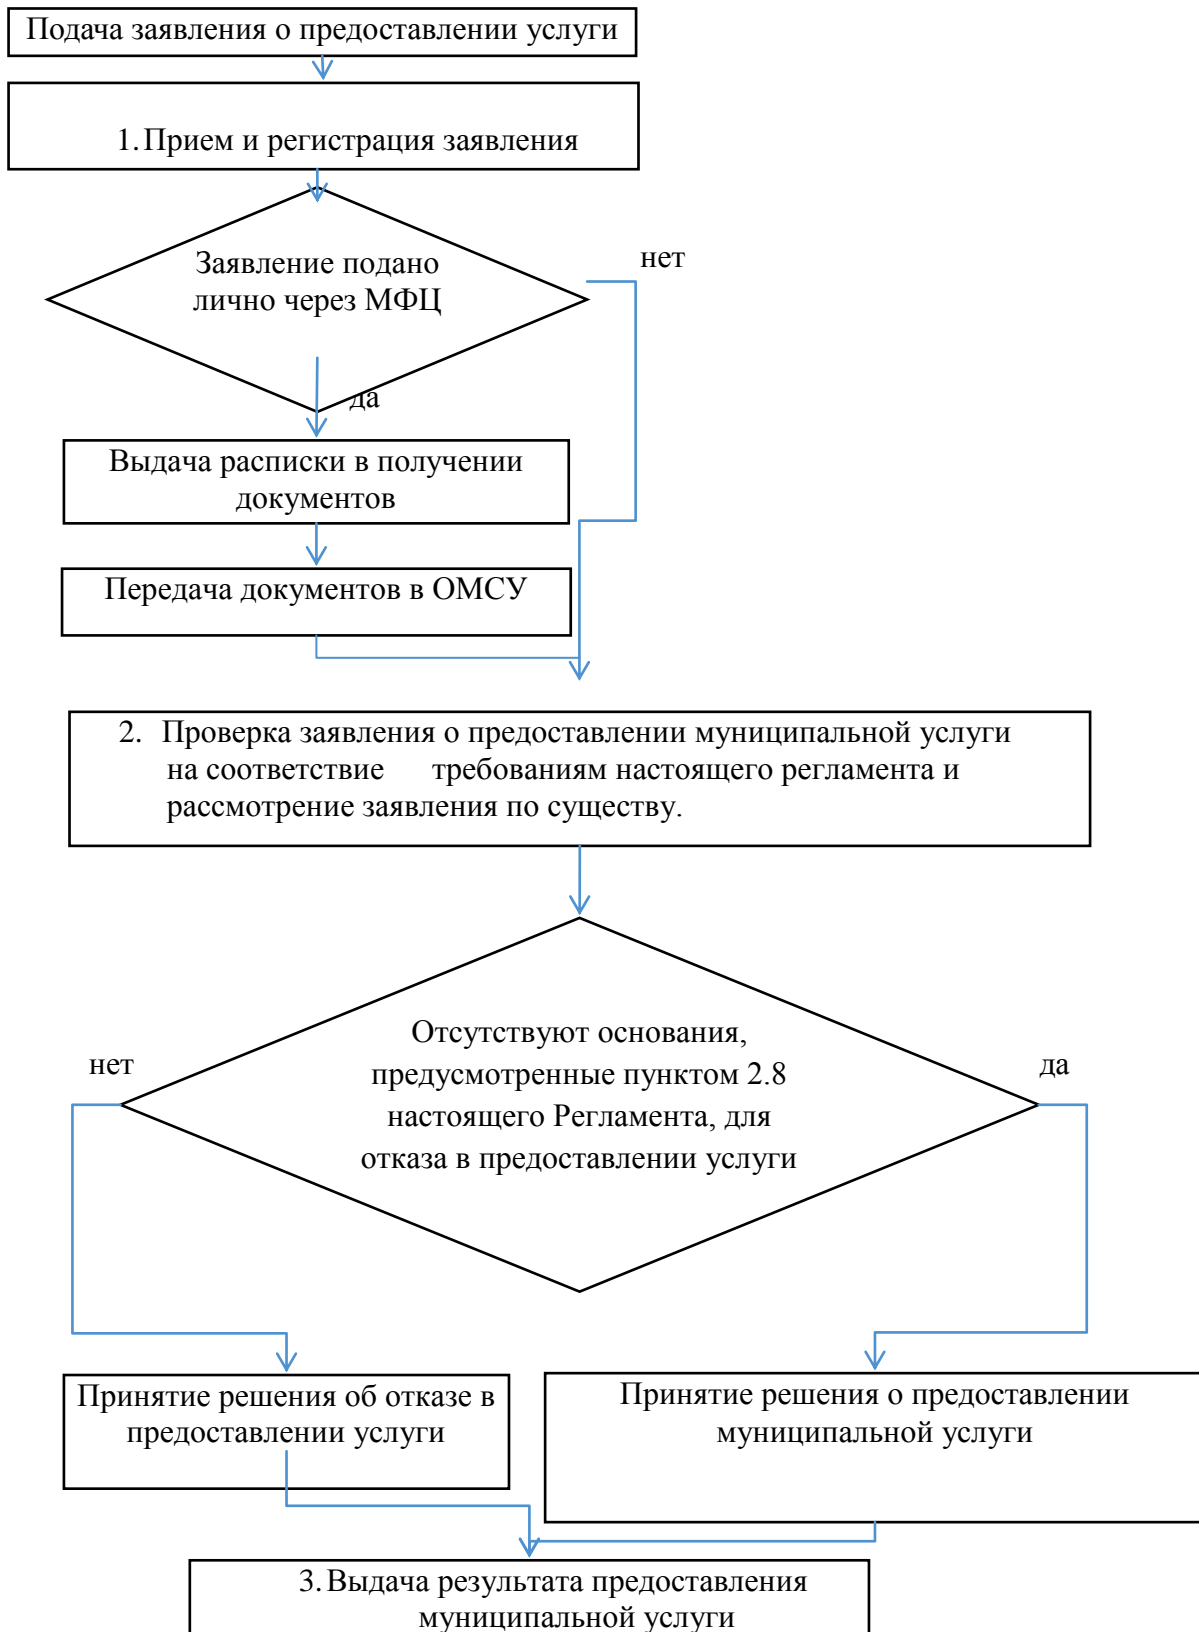 Подача заявления о предоставлении услуги
1. Прием и регистрация заявления
Заявление подано
лично через МФЦ
нет
да
Выдача расписки в получении
документов
Передача документов в ОМСУ
2. Проверка заявления о предоставлении муниципальной услуги
на соответствие требованиям настоящего регламента и
рассмотрение заявления по существу.
Отсутствуют основания,
предусмотренные пунктом 2.8
настоящего Регламента, для
отказа в предоставлении услуги
нет
да
Принятие решения об отказе в
предоставлении услуги
Принятие решения о предоставлении
муниципальной услуги
3. Выдача результата предоставления
муниципальной услуги